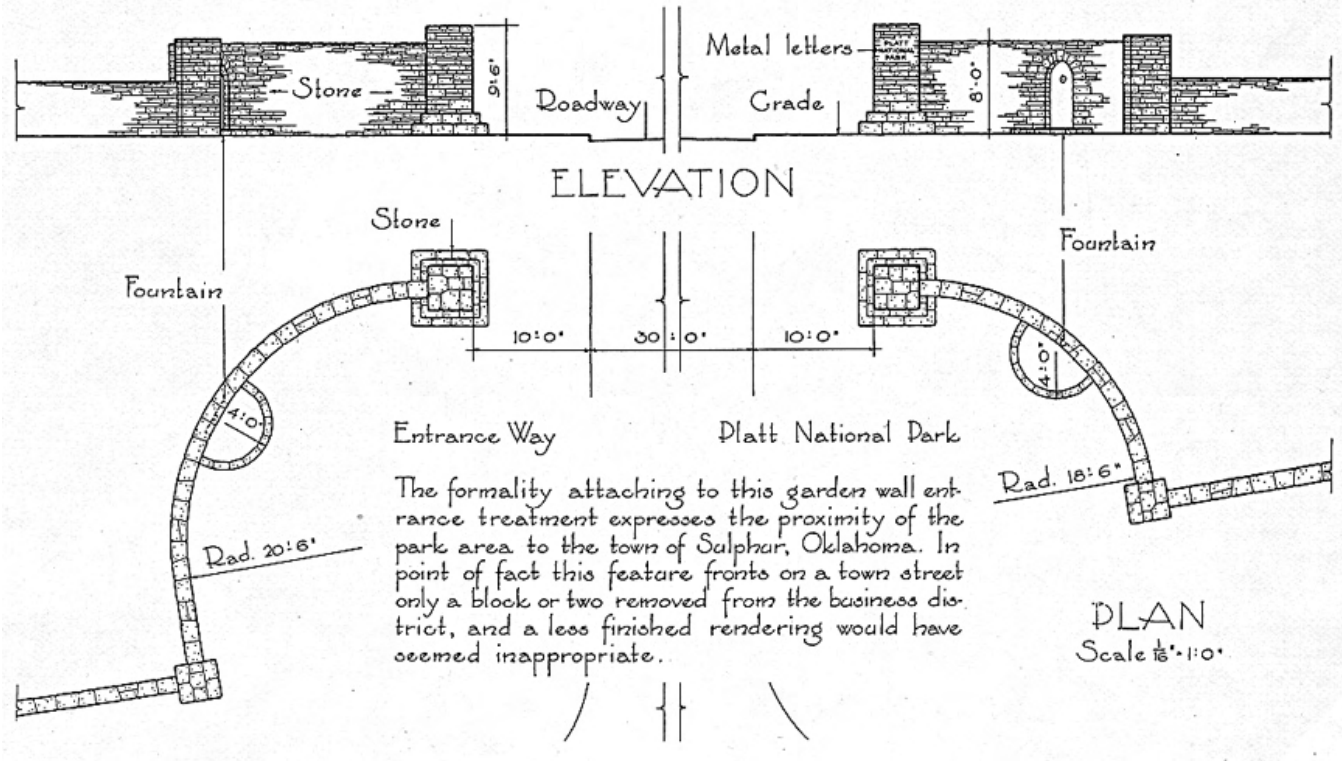 Metal letters
PLATT
NATIONAL
PARK
Stone
9'-6"
8'-0"
Roadway
Grade
ELEVATION
Stone
Fountain
Fountain
10'-0"
30'-0"
10'-0"
4'-0"
4'-0"
Entrance Way
Platt National Park
Rad. 18'-6"
Rad. 20'-6"
The formality attaching to this garden wall ent-
rance treatment expresses the proximity of the
park area to the town of Sulphur, Oklahoma. In
point of fact this feature fronts on a town street
only a block or two removed from the business dis-
trict, and a less finished rendering would have
seemed inappropriate.
PLAN
Scale 1/16"-1'-0"